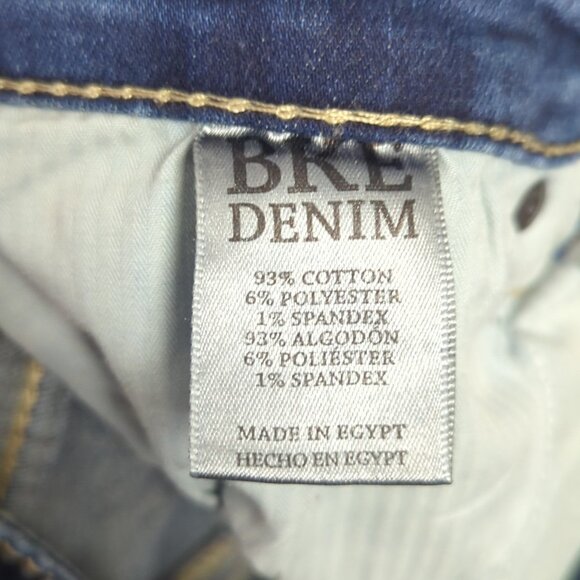 BKE
DENIM
93% COTTON
6% POLYESTER
1% SPANDEX
93% ALGODÓN
6% POLIÉSTER
1% SPANDEX
MADE IN EGYPT
HECHO EN EGYPT